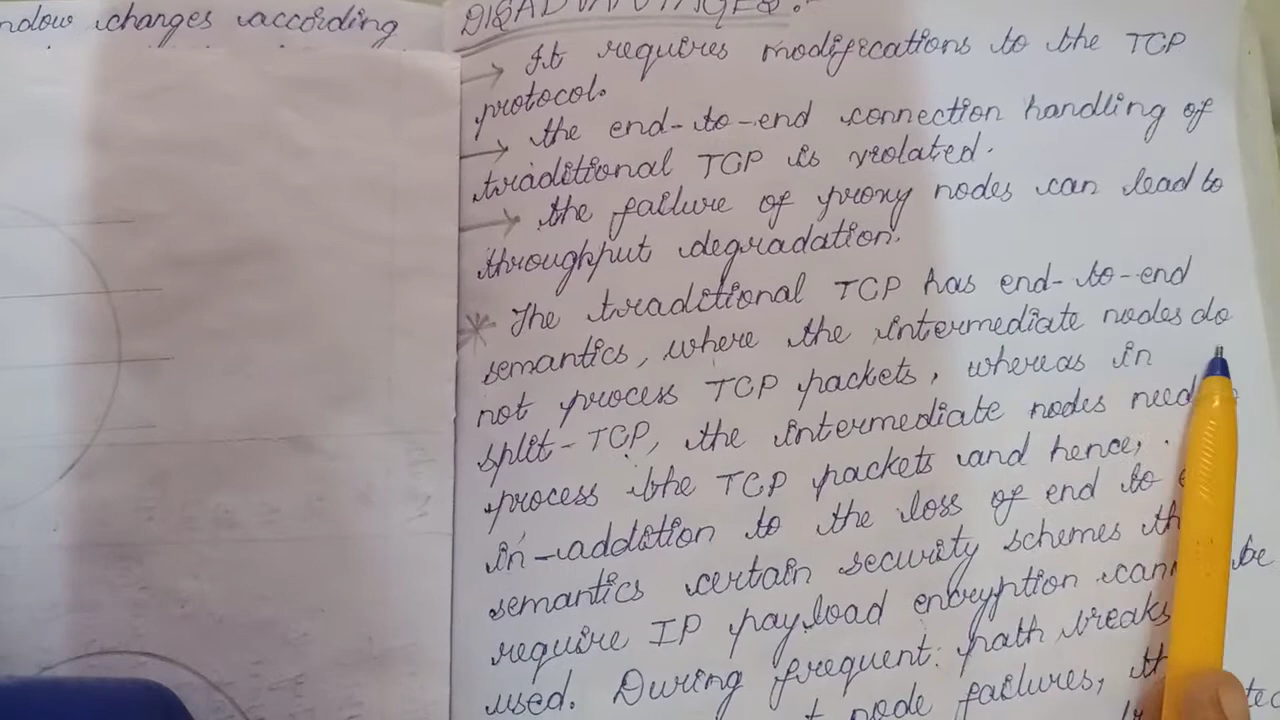 ndow changes according
DISADVANTAGES:-
→ It requires modifications to the TCP
protocol.
→ the end-to-end connection handling of
traditional TCP is violated.
→ the failure of proxy nodes can lead to
throughput degradation.
* The traditional TCP has end-to-end
semantics, where the intermediate nodes do
not process TCP packets, whereas in
split-TCP, the intermediate nodes need
process the TCP packets and hence,
in-addition to the loss of end to
semantics certain security schemes th
require IP payload encryption cann be
used. During frequent path breaks
node failures, th